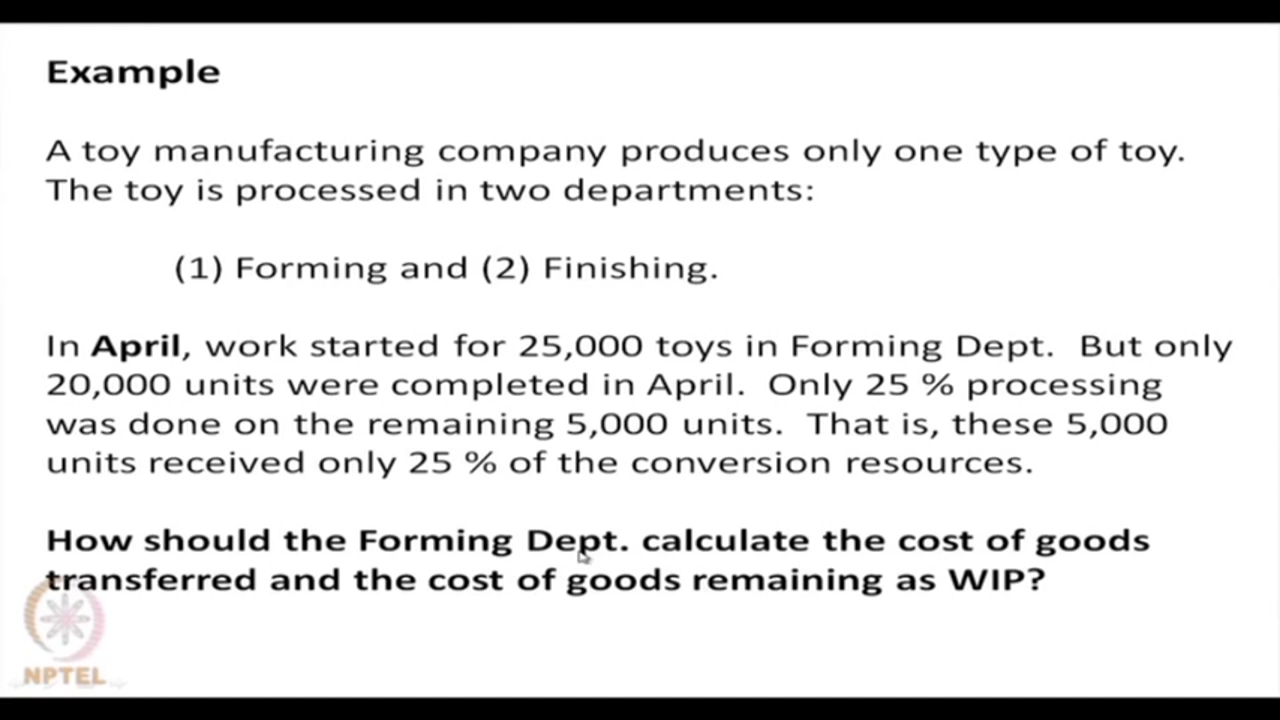 Example
A toy manufacturing company produces only one type of toy.
The toy is processed in two departments:
(1) Forming and (2) Finishing.
In April, work started for 25,000 toys in Forming Dept. But only
20,000 units were completed in April. Only 25 % processing
was done on the remaining 5,000 units. That is, these 5,000
units received only 25 % of the conversion resources.
How should the Forming Dept. calculate the cost of goods
transferred and the cost of goods remaining as WIP?
NPTEL